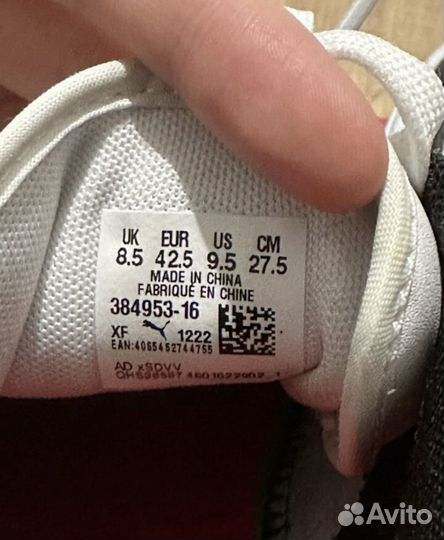 UK EUR US CM
8.5 42.5 9.5 27.5
MADE IN CHINA
FABRIQUÉ EN CHINE
384953-16
XF 1222
EAN:4065452744755
AD xSDVV
Avito